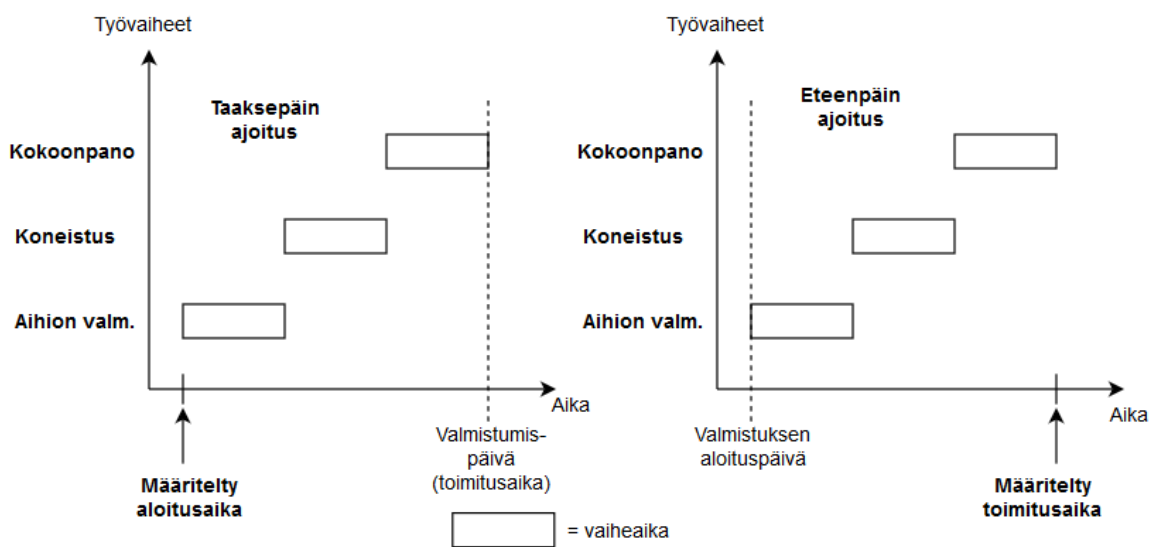 Työvaiheet
Taaksepäin
ajoitus
Kokoonpano
Koneistus
Aihion valm.
Aika
Määritelty
aloitusaika
Valmistumis-
päivä
(toimitusaika)
Työvaiheet
Eteenpäin
ajoitus
Kokoonpano
Koneistus
Aihion valm.
Aika
Valmistuksen
aloituspäivä
Määritelty
toimitusaika
= vaiheaika